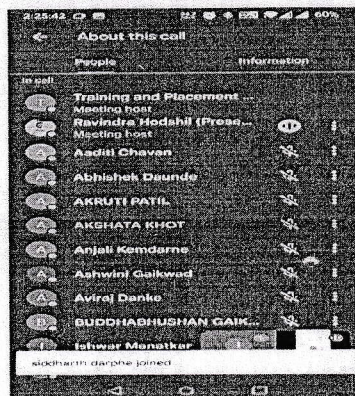 2:25:42
60%
About this call
People
Information
In call
Training and Placement ...
Meeting host
Ravindra Hodshil (Prese...
Meeting host
Aaditi Chavan
Abhishek Daunde
AKRUTI PATIL
AKSHATA KHOT
Anjali Kemdarne
Ashwini Gaikwad
Aviraj Danke
BUDDHABHUSHAN GAIK...
Ishwar Manatkar
siddharth darphe joined